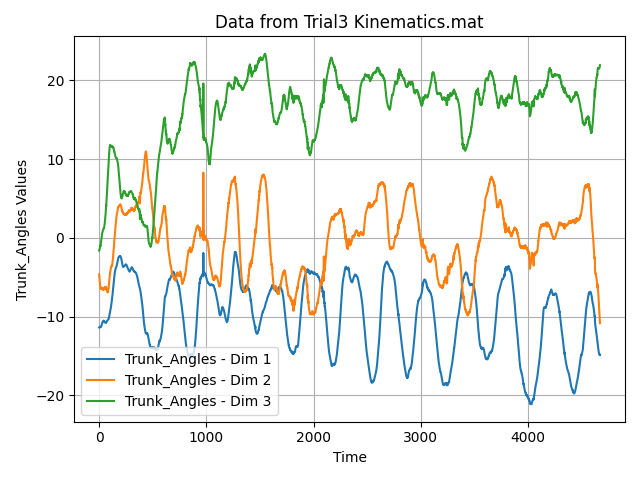 Data from Trial3 Kinematics.mat
Trunk_Angles Values
20
10
0
−10
−20
Trunk_Angles - Dim 1
Trunk_Angles - Dim 2
Trunk_Angles - Dim 3
0 1000 2000 3000 4000
Time